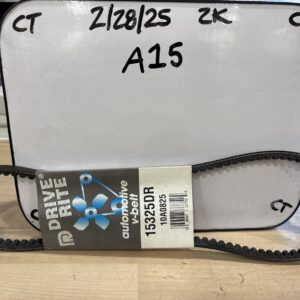 CT 2/28/25 2K C
A15
DRIVE
RITE®
automotive
v-belt
15325DR
10A0825
CT